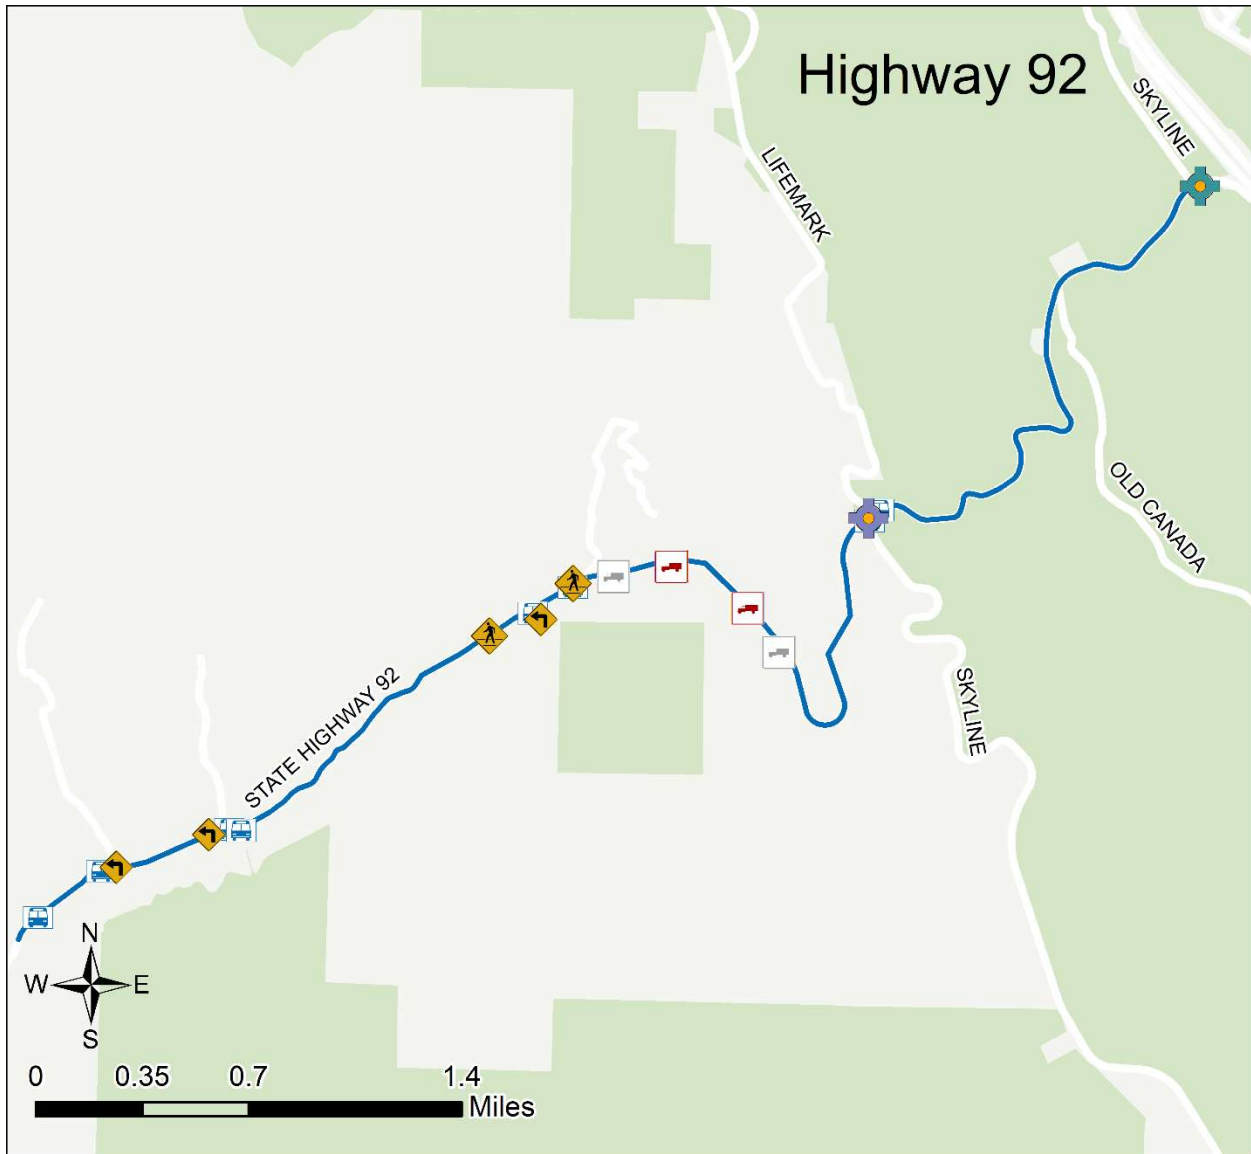 Highway 92
SKYLINE
LIFEMARK
OLD CANADA
SKYLINE
STATE HIGHWAY 92
N
W E
S
0 0.35 0.7 1.4
Miles